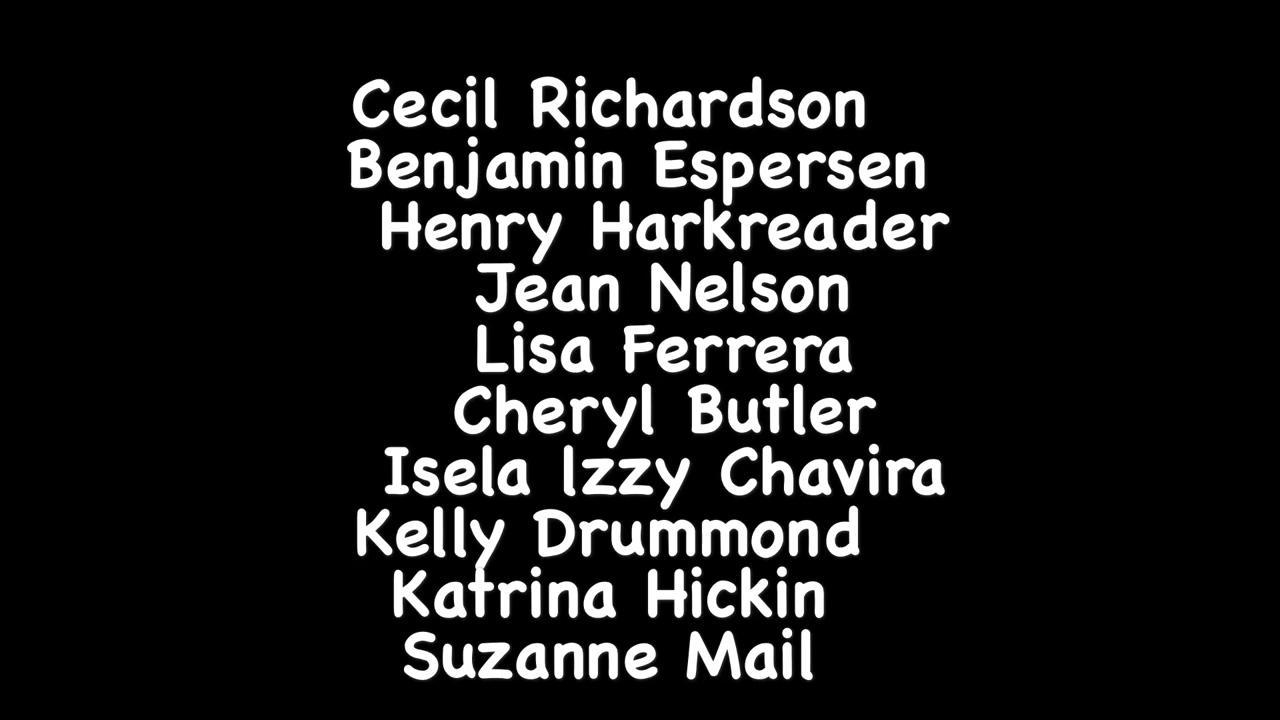 Cecil Richardson
Benjamin Espersen
Henry Harkreader
Jean Nelson
Lisa Ferrera
Cheryl Butler
Isela lzzy Chavira
Kelly Drummond
Katrina Hickin
Suzanne Mail